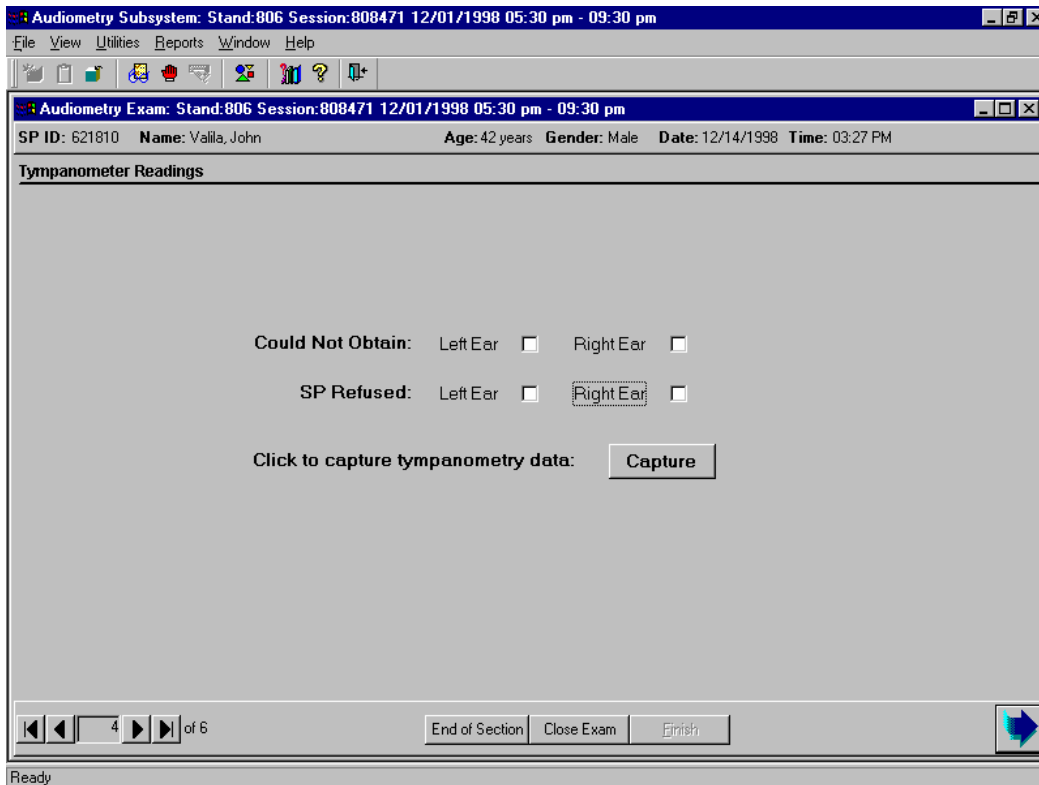 Audiometry Subsystem: Stand:806 Session:808471 12/01/1998 05:30 pm - 09:30 pm
File View Utilities Reports Window Help
Audiometry Exam: Stand:806 Session:808471 12/01/1998 05:30 pm - 09:30 pm
SP ID: 621810 Name: Valila, John Age: 42 years Gender: Male Date: 12/14/1998 Time: 03:27 PM
Tympanometer Readings
Could Not Obtain: Left Ear Right Ear
SP Refused: Left Ear Right Ear
Click to capture tympanometry data: Capture
4 of 6 End of Section Close Exam Finish
Ready